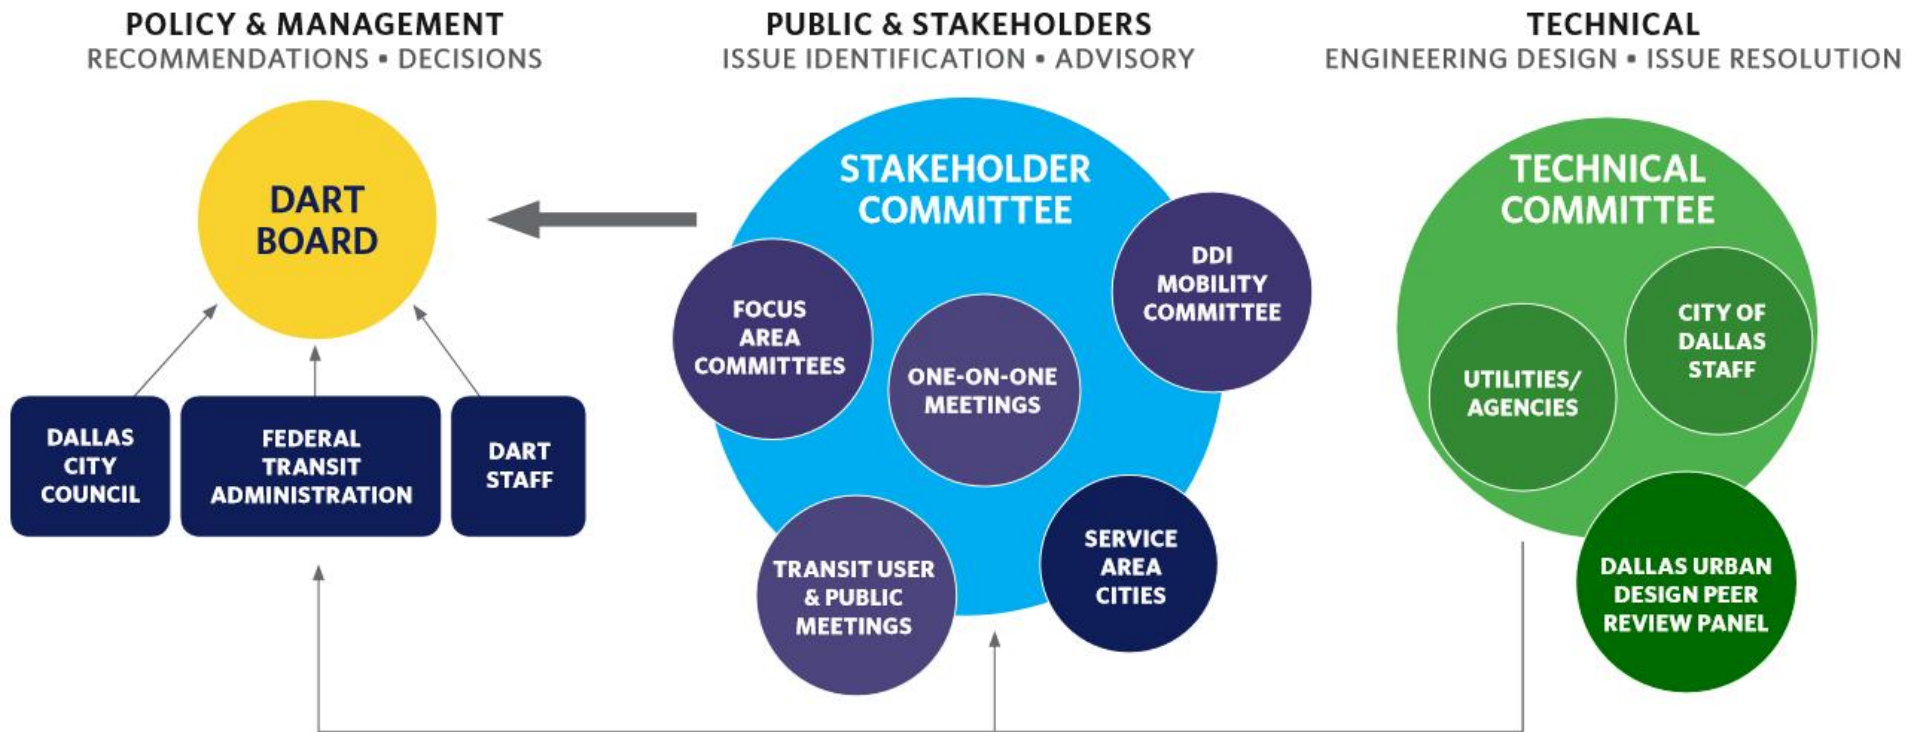 POLICY & MANAGEMENT
RECOMMENDATIONS ▪ DECISIONS
DART
BOARD
DALLAS
CITY
COUNCIL
FEDERAL
TRANSIT
ADMINISTRATION
DART
STAFF
PUBLIC & STAKEHOLDERS
ISSUE IDENTIFICATION ▪ ADVISORY
STAKEHOLDER
COMMITTEE
DDI
MOBILITY
COMMITTEE
FOCUS
AREA
COMMITTEES
ONE-ON-ONE
MEETINGS
TRANSIT USER
& PUBLIC
MEETINGS
SERVICE
AREA
CITIES
TECHNICAL
ENGINEERING DESIGN ▪ ISSUE RESOLUTION
TECHNICAL
COMMITTEE
CITY OF
DALLAS
STAFF
UTILITIES/
AGENCIES
DALLAS URBAN
DESIGN PEER
REVIEW PANEL